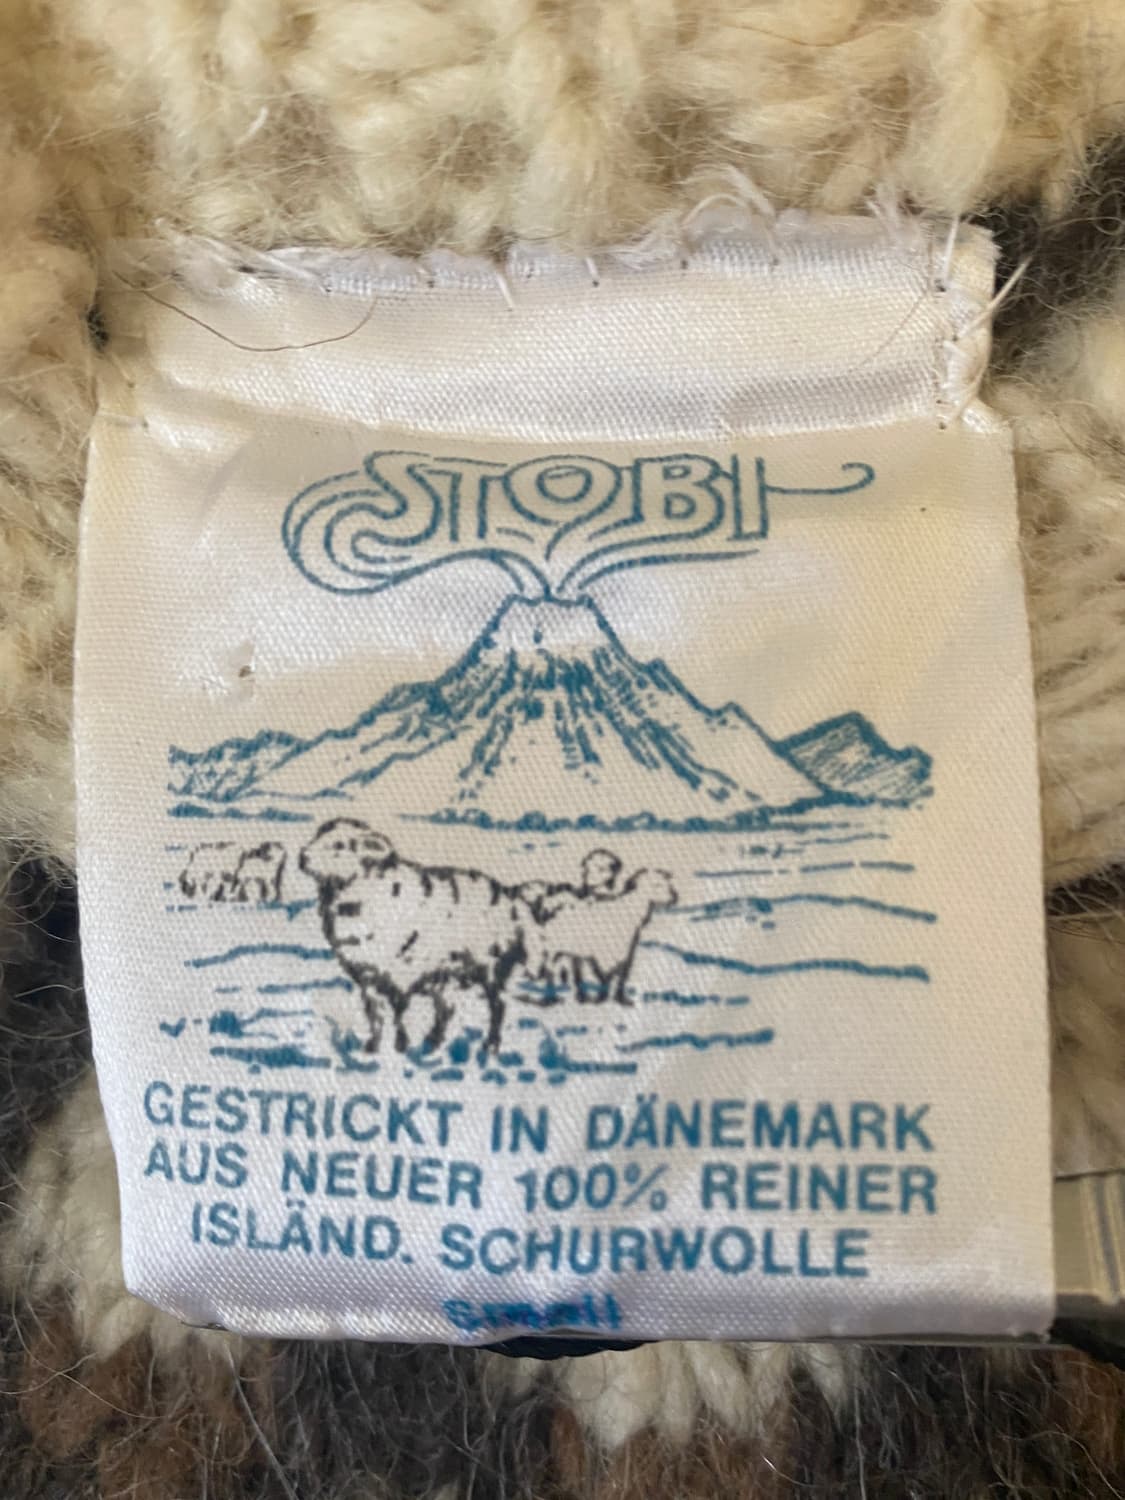 STOBI
GESTRICKT IN DÄNEMARK
AUS NEUER 100% REINER
ISLÄND. SCHURWOLLE
Small